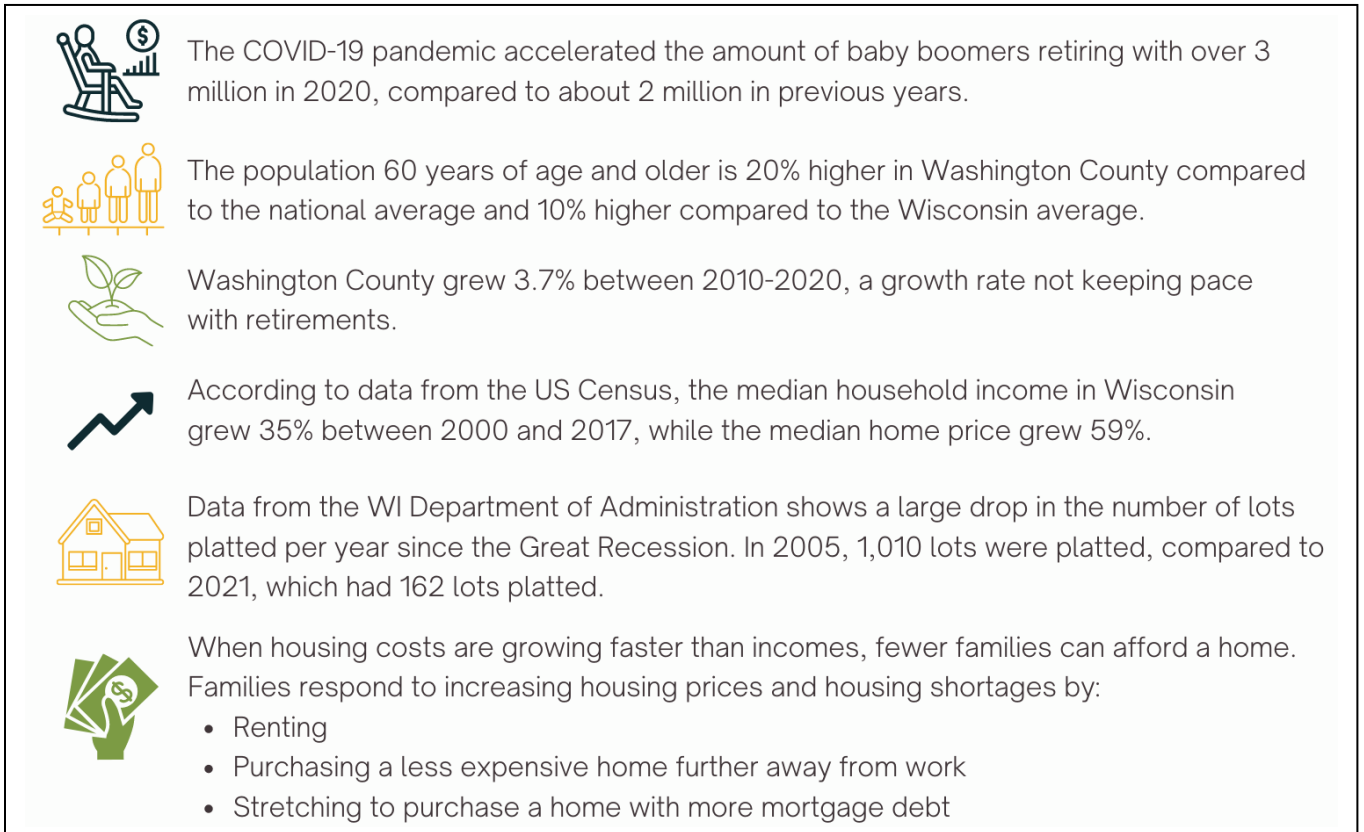 The COVID-19 pandemic accelerated the amount of baby boomers retiring with over 3
million in 2020, compared to about 2 million in previous years.
The population 60 years of age and older is 20% higher in Washington County compared
to the national average and 10% higher compared to the Wisconsin average.
Washington County grew 3.7% between 2010-2020, a growth rate not keeping pace
with retirements.
According to data from the US Census, the median household income in Wisconsin
grew 35% between 2000 and 2017, while the median home price grew 59%.
Data from the WI Department of Administration shows a large drop in the number of lots
platted per year since the Great Recession. In 2005, 1,010 lots were platted, compared to
2021, which had 162 lots platted.
When housing costs are growing faster than incomes, fewer families can afford a home.
Families respond to increasing housing prices and housing shortages by:
• Renting
• Purchasing a less expensive home further away from work
• Stretching to purchase a home with more mortgage debt